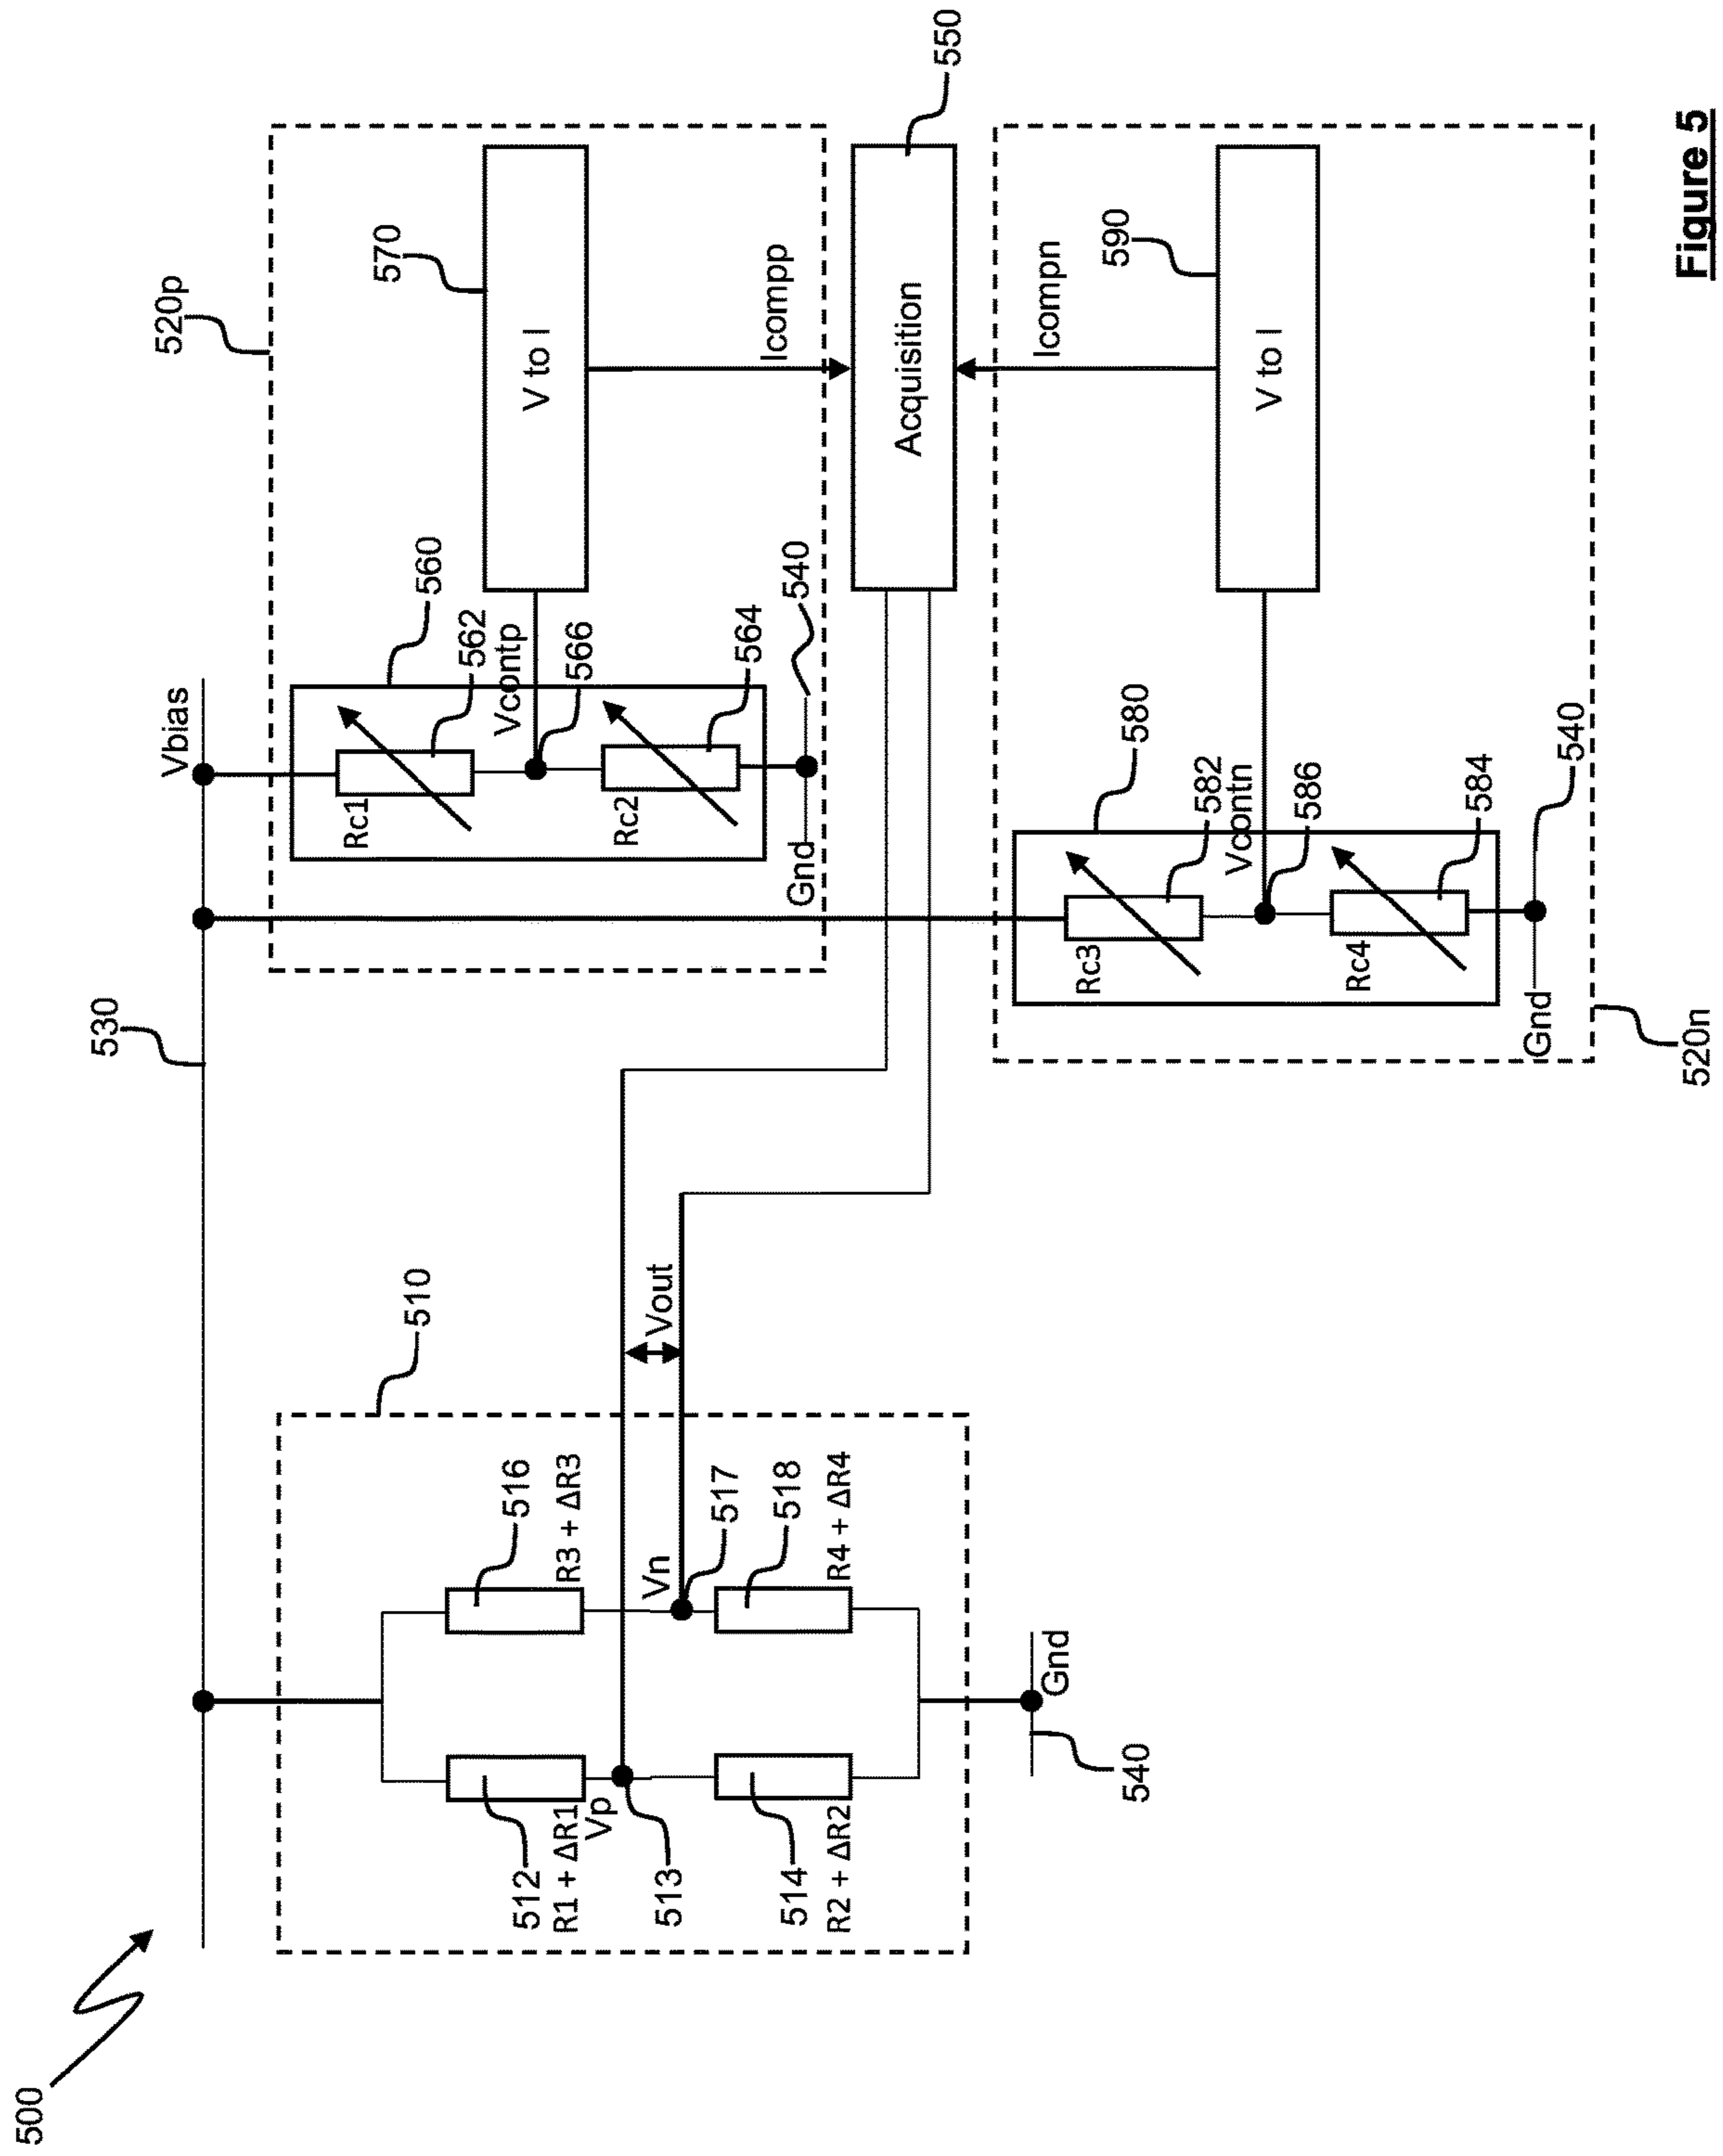 500
530
Vbias
520p
510
512
R1 + ΔR1
Vp
513
514
R2 + ΔR2
516
R3 + ΔR3
Vn
517
518
R4 + ΔR4
Vout
Gnd
540
560
Rc1
562
Vcontp
566
Rc2
564
Gnd
540
570
V to I
Icompp
550
Acquisition
Icompn
590
V to I
580
Rc3
582
Vcontn
586
Rc4
584
Gnd
540
520n
Figure 5